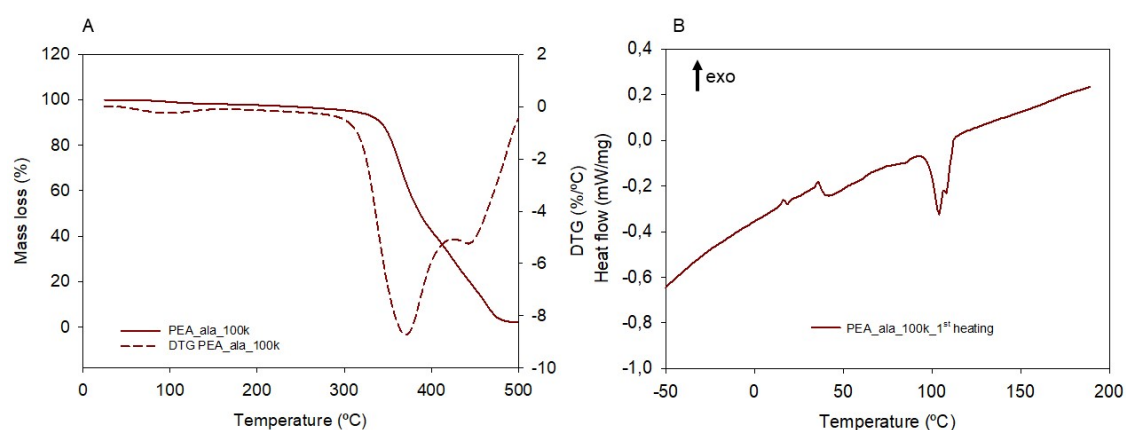 A
120
100
80
60
40
20
0
Mass loss (%)
2
0
-2
-4
-6
-8
-10
DTG (%/ºC)
PEA_ala_100k
DTG PEA_ala_100k
0 100 200 300 400 500
Temperature (ºC)
B
0,4
0,2
0,0
-0,2
-0,4
-0,6
-0,8
-1,0
Heat flow (mW/mg)
exo
PEA_ala_100k_1st heating
-50 0 50 100 150 200
Temperature (ºC)